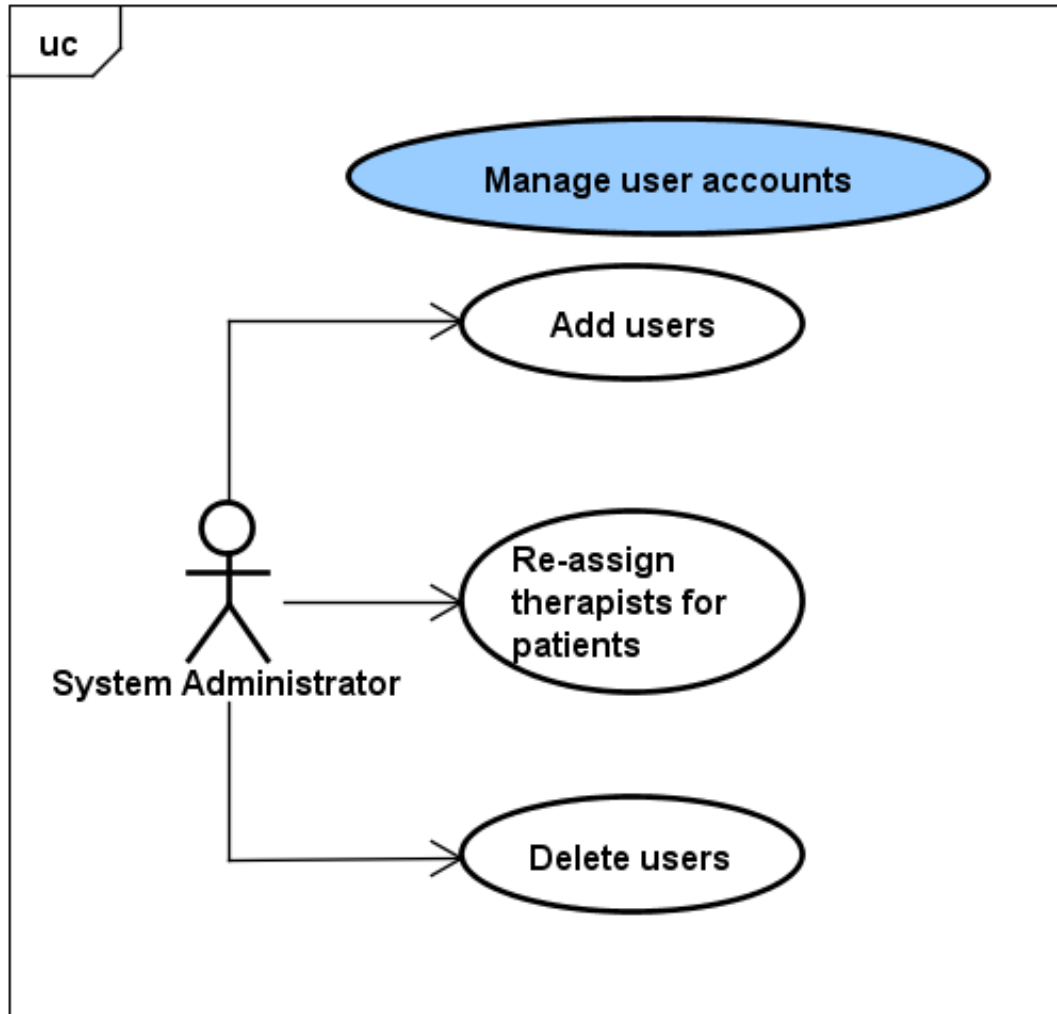 uc
Manage user accounts
Add users
Re-assign
therapists for
patients
System Administrator
Delete users